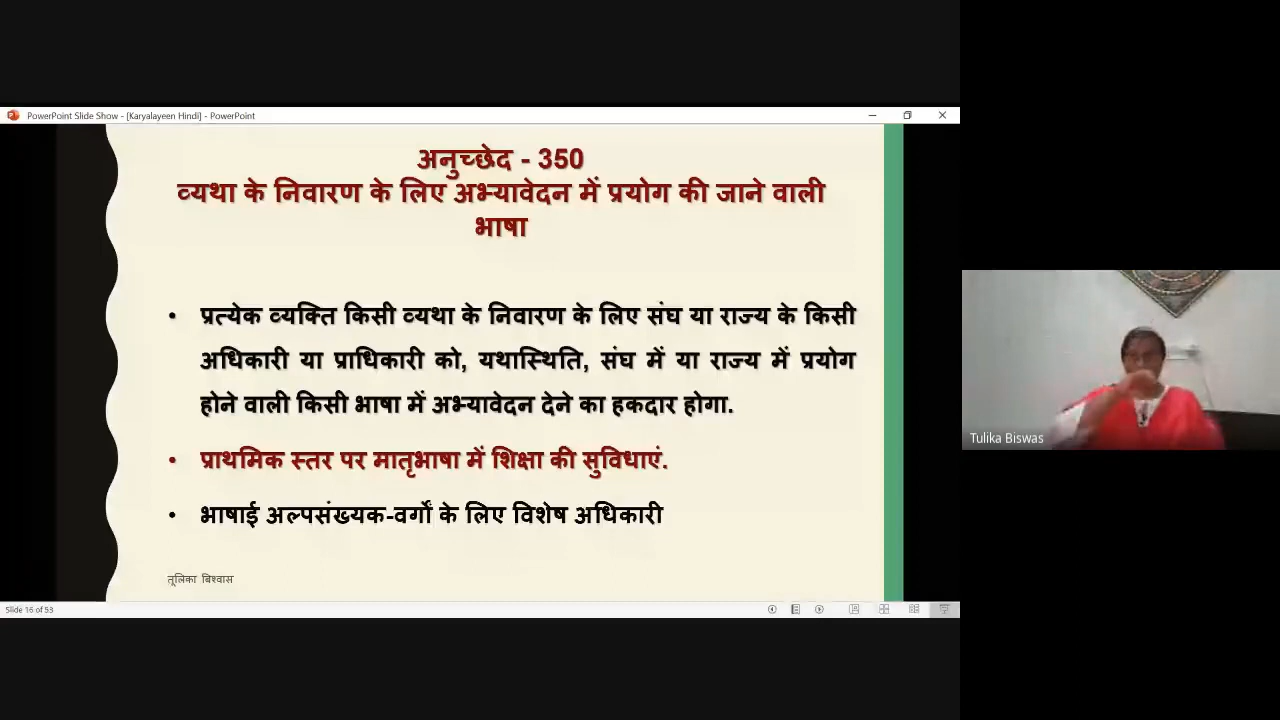 PowerPoint Slide Show - [Karyalayeen Hindi] - PowerPoint
अनुच्छेद - 350
व्यथा के निवारण के लिए अभ्यावेदन में प्रयोग की जाने वाली
भाषा
• प्रत्येक व्यक्ति किसी व्यथा के निवारण के लिए संघ या राज्य के किसी
अधिकारी या प्राधिकारी को, यथास्थिति, संघ में या राज्य में प्रयोग
होने वाली किसी भाषा में अभ्यावेदन देने का हकदार होगा.
• प्राथमिक स्तर पर मातृभाषा में शिक्षा की सुविधाएं.
• भाषाई अल्पसंख्यक-वर्गों के लिए विशेष अधिकारी
तूलिका बिश्वास
Slide 16 of 53
Tulika Biswas